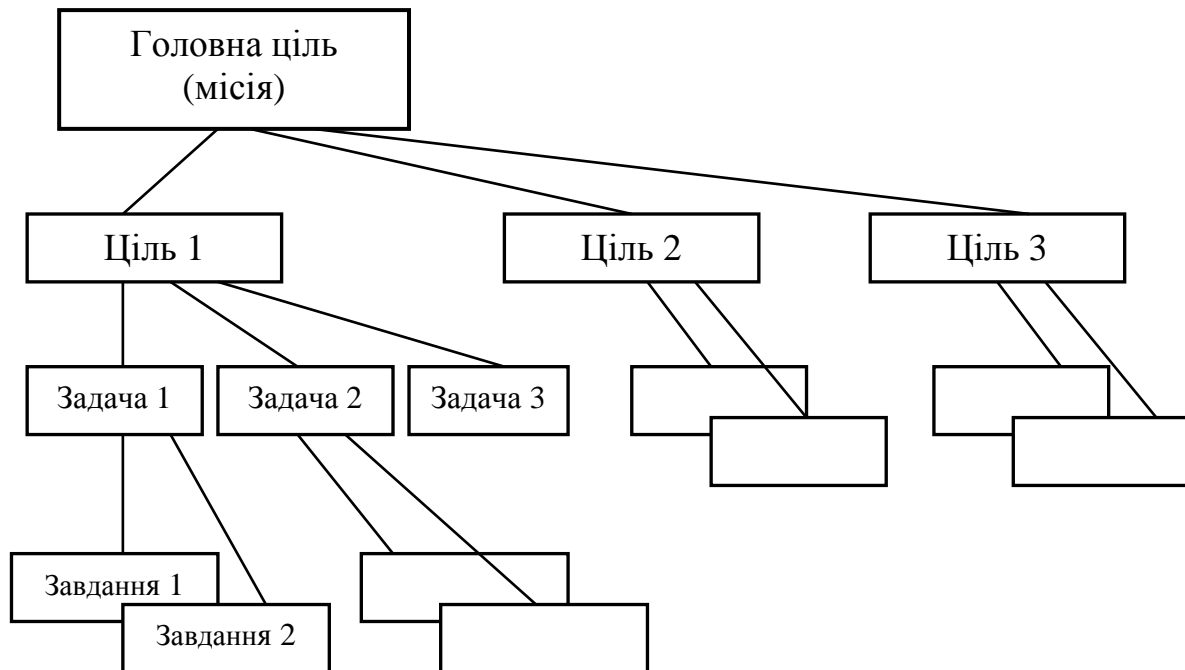 Головна ціль
(місія)
Ціль 1
Ціль 2
Ціль 3
Задача 1
Задача 2
Задача 3
Завдання 1
Завдання 2